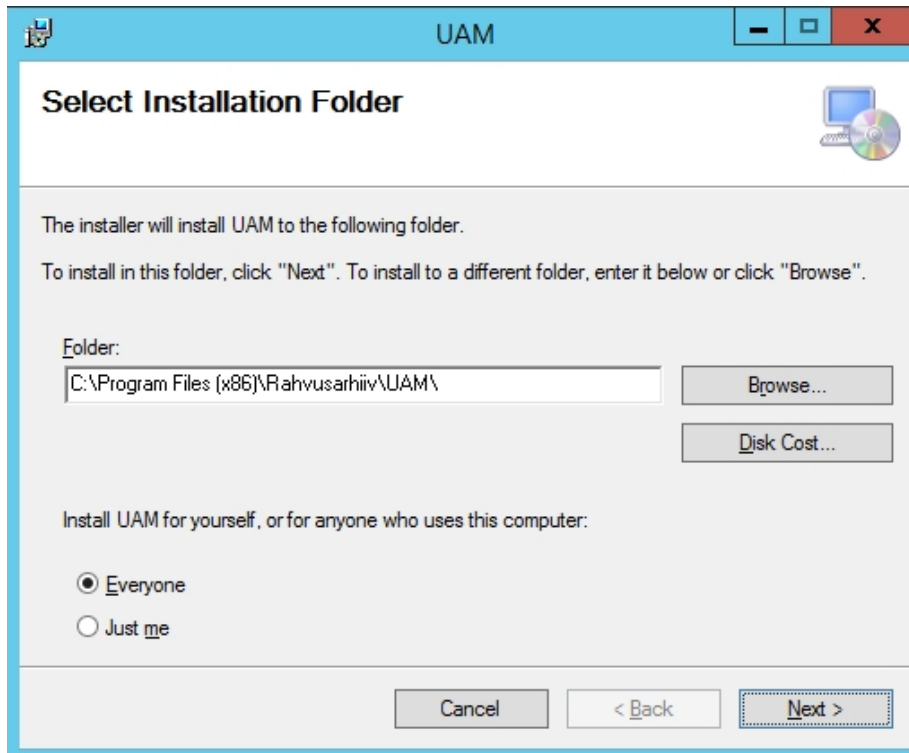 UAM
Select Installation Folder
The installer will install UAM to the following folder.
To install in this folder, click "Next". To install to a different folder, enter it below or click "Browse".
Folder:
C:\Program Files (x86)\Rahvusarhiiv\UAM\
Browse...
Disk Cost...
Install UAM for yourself, or for anyone who uses this computer:
Everyone
Just me
Cancel
< Back
Next >